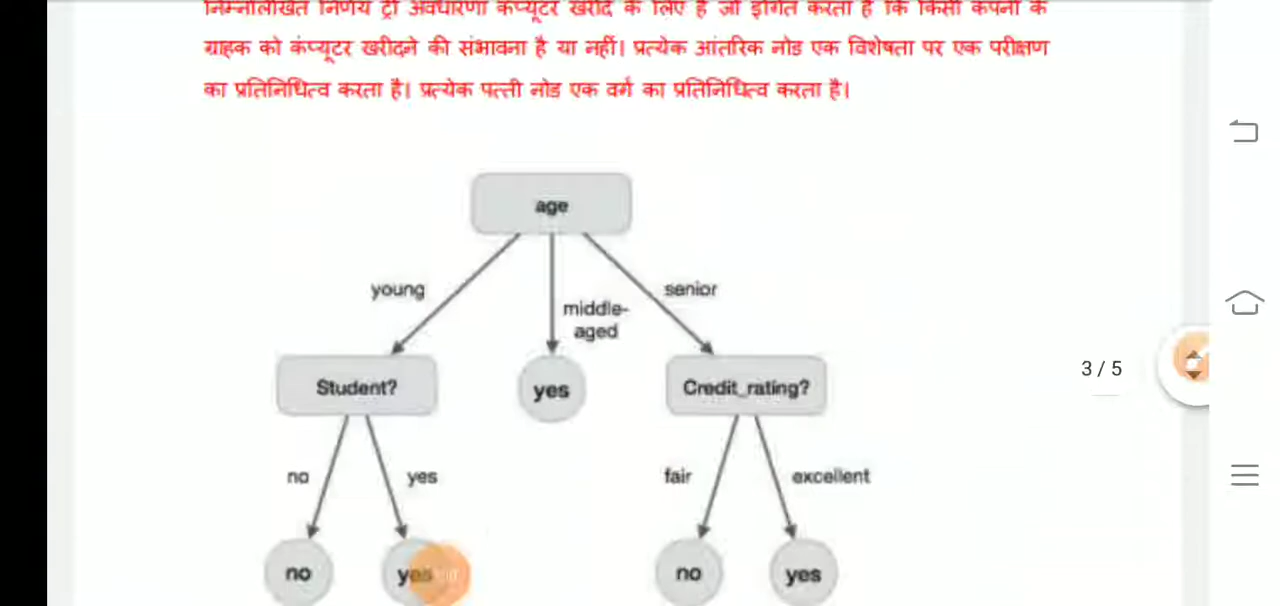 निम्नलिखित निर्णय ट्री अवधारणा कंप्यूटर खरीद के लिए है जो इंगित करता है कि किसी कंपनी के
ग्राहक को कंप्यूटर खरीदने की संभावना है या नहीं। प्रत्येक आंतरिक नोड एक विशेषता पर एक परीक्षण
का प्रतिनिधित्व करता है। प्रत्येक पत्ती नोड एक वर्ग का प्रतिनिधित्व करता है।
age
young
middle-
aged
senior
3 / 5
Student?
yes
Credit_rating?
no
yes
fair
excellent
no
yes
no
yes